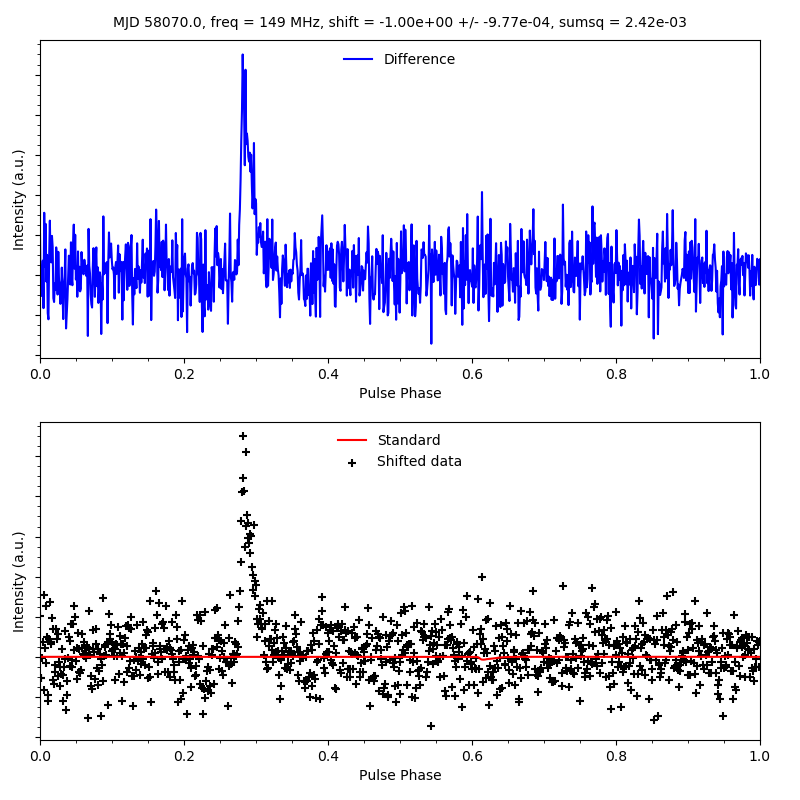 MJD 58070.0, freq = 149 MHz, shift = -1.00e+00 +/- -9.77e-04, sumsq = 2.42e-03
Difference
Intensity (a.u.)
0.0 0.2 0.4 0.6 0.8 1.0
Pulse Phase
Standard
Shifted data
Intensity (a.u.)
0.0 0.2 0.4 0.6 0.8 1.0
Pulse Phase